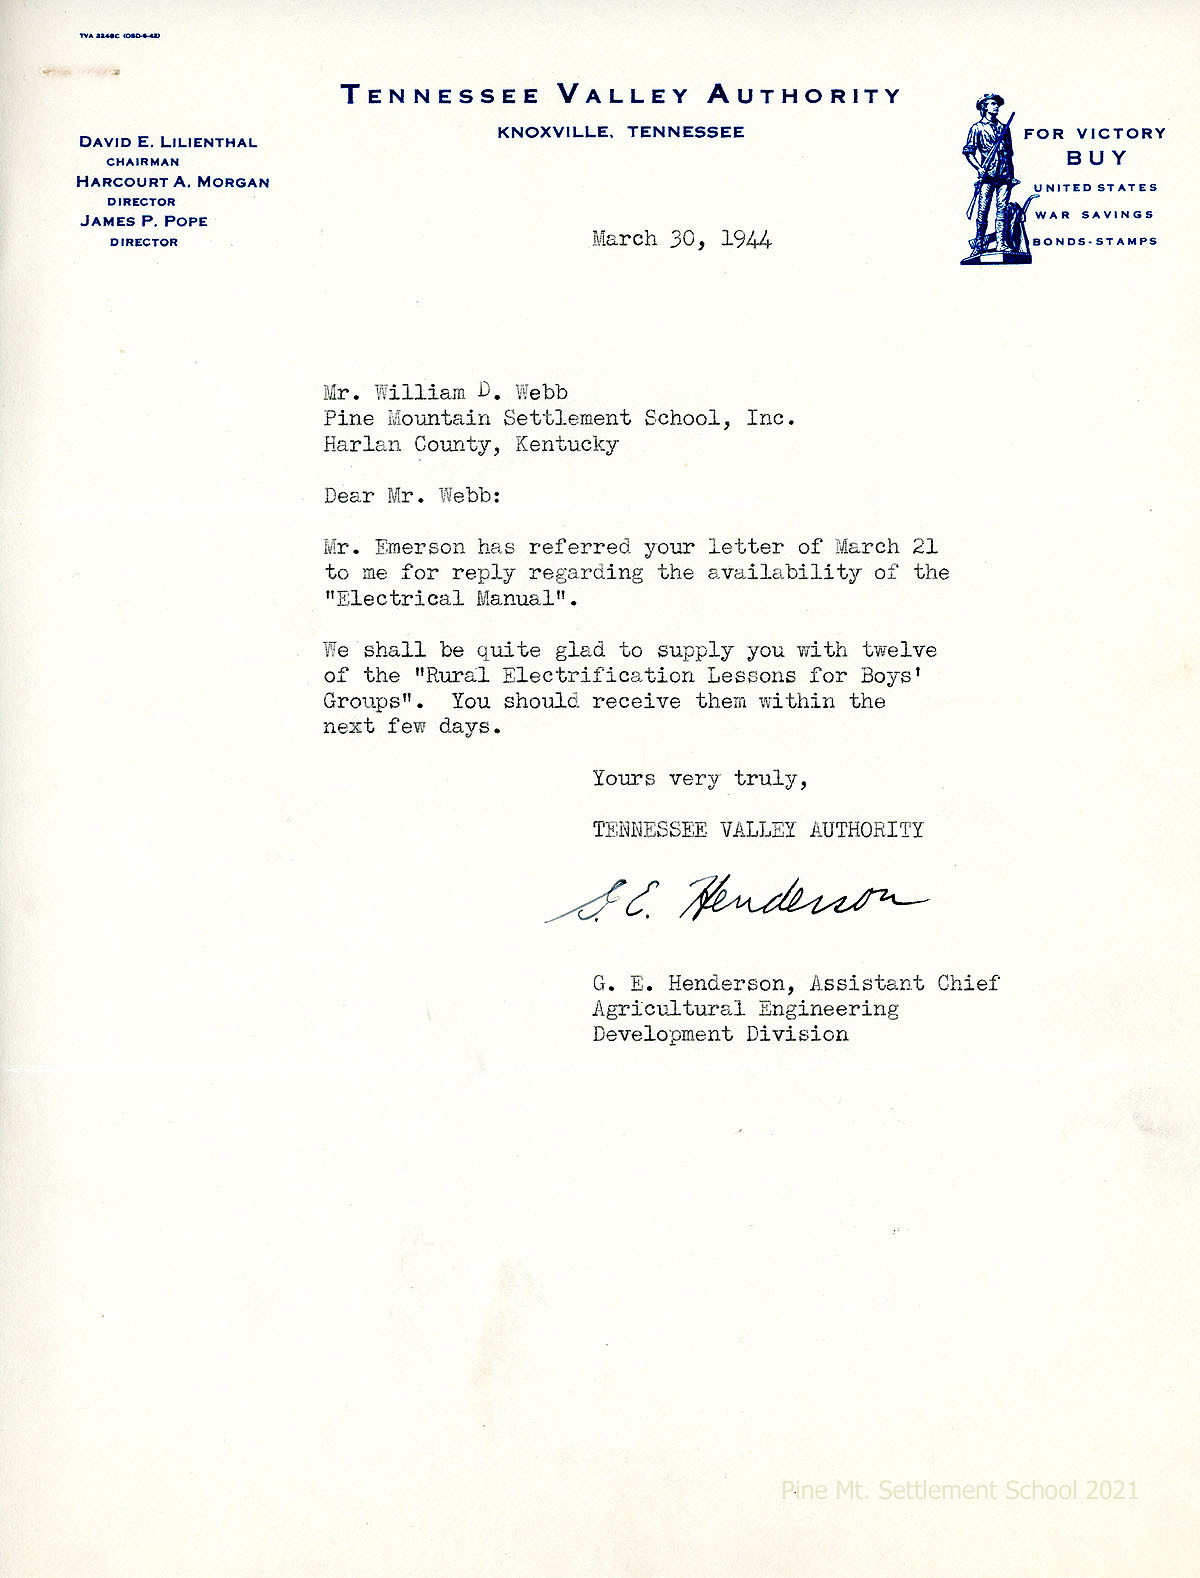 TVA 3248C (OSD-6-42)
TENNESSEE VALLEY AUTHORITY
KNOXVILLE, TENNESSEE
DAVID E. LILIENTHAL
CHAIRMAN
HARCOURT A. MORGAN
DIRECTOR
JAMES P. POPE
DIRECTOR
FOR VICTORY
BUY
UNITED STATES
WAR SAVINGS
BONDS-STAMPS
March 30, 1944
Mr. William D. Webb
Pine Mountain Settlement School, Inc.
Harlan County, Kentucky
Dear Mr. Webb:
Mr. Emerson has referred your letter of March 21
to me for reply regarding the availability of the
"Electrical Manual".
We shall be quite glad to supply you with twelve
of the "Rural Electrification Lessons for Boys'
Groups". You should receive them within the
next few days.
Yours very truly,
TENNESSEE VALLEY AUTHORITY
G. E. Henderson
G. E. Henderson, Assistant Chief
Agricultural Engineering
Development Division
Pine Mt. Settlement School 2021